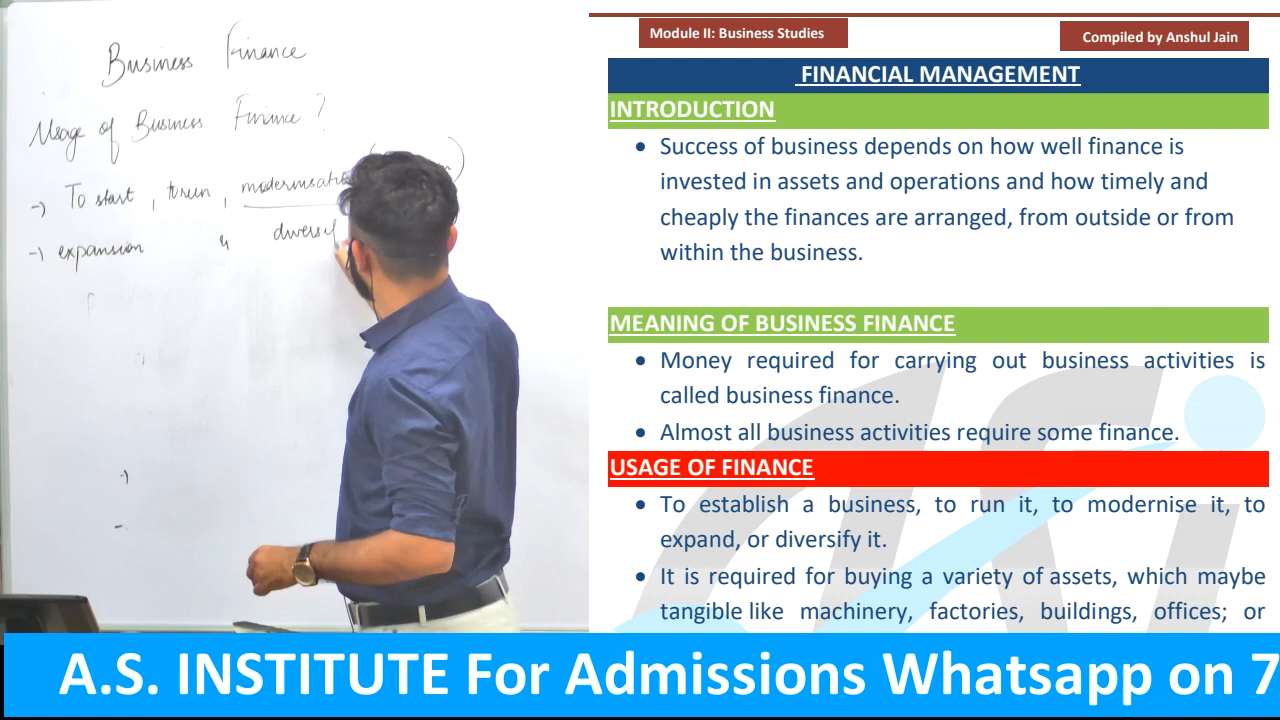 Business Finance
Usage of Business Finance ?
-) To start , to run , modernisati
-) expansion & diversif
Module II: Business Studies
Compiled by Anshul Jain
FINANCIAL MANAGEMENT
INTRODUCTION
• Success of business depends on how well finance is
invested in assets and operations and how timely and
cheaply the finances are arranged, from outside or from
within the business.
MEANING OF BUSINESS FINANCE
• Money required for carrying out business activities is
called business finance.
• Almost all business activities require some finance.
USAGE OF FINANCE
• To establish a business, to run it, to modernise it, to
expand, or diversify it.
• It is required for buying a variety of assets, which maybe
tangible like machinery, factories, buildings, offices; or
A.S. INSTITUTE For Admissions Whatsapp on 7